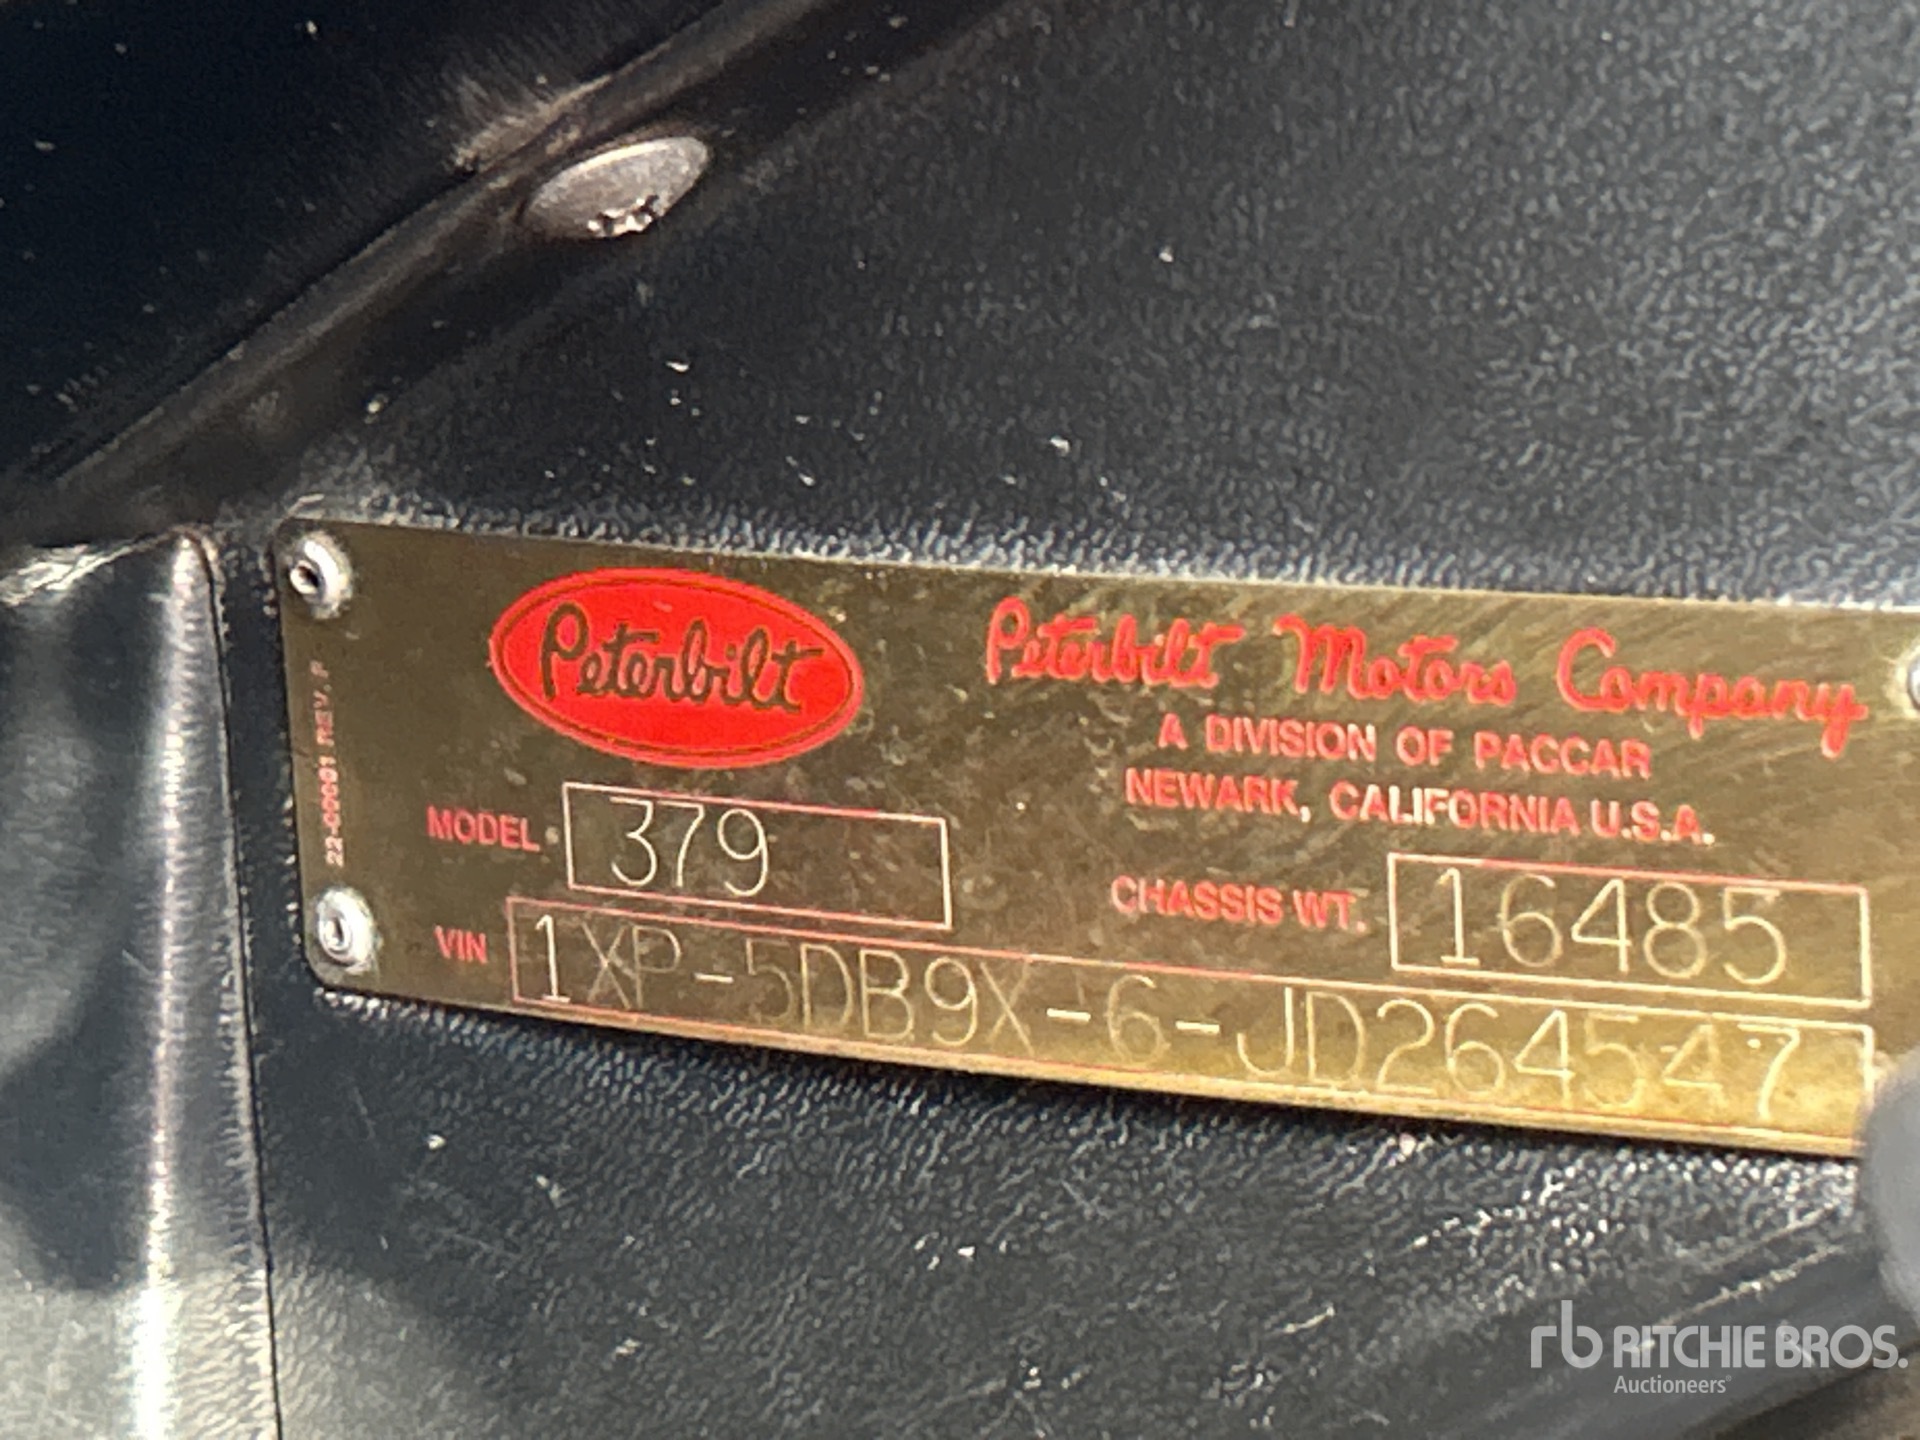 Peterbilt
Peterbilt Motors Company
A DIVISION OF PACCAR
NEWARK, CALIFORNIA U.S.A.
MODEL 379
CHASSIS WT. 16485
VIN 1XP-5DB9X-6-JD264547
22-00001 REV. F
rb RITCHIE BROS.
Auctioneers